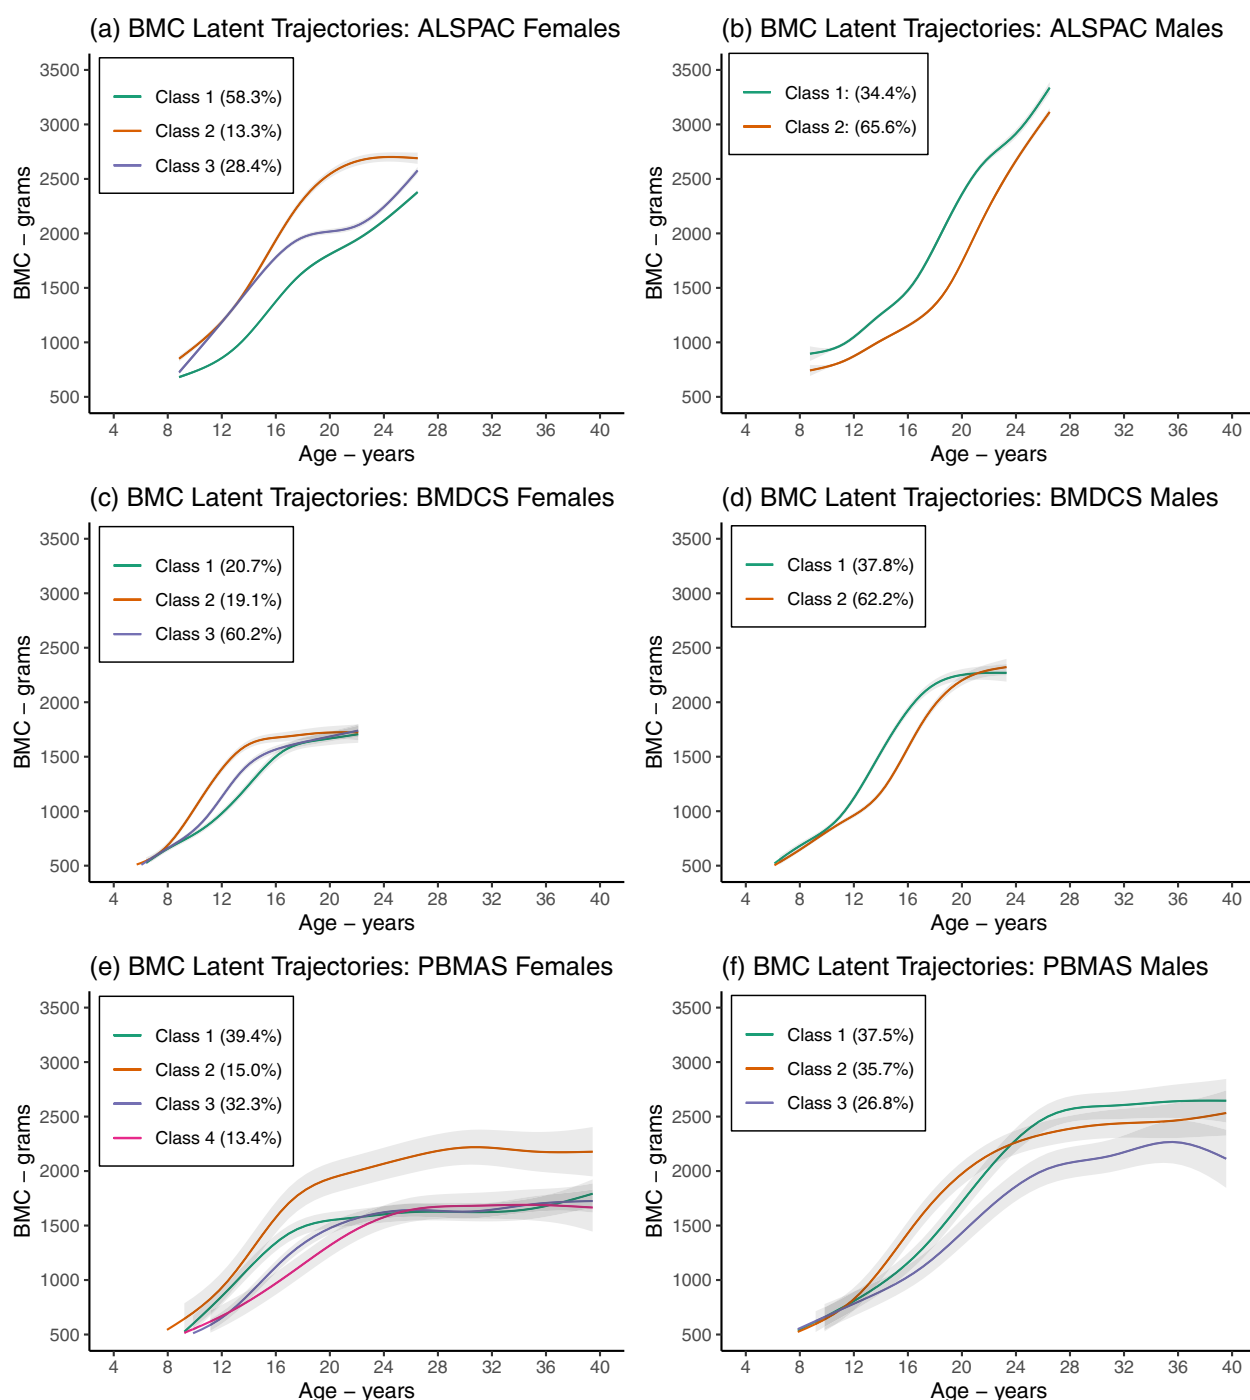 (a) BMC Latent Trajectories: ALSPAC Females
3500
3000
2500
2000
1500
1000
500
BMC – grams
Class 1 (58.3%)
Class 2 (13.3%)
Class 3 (28.4%)
4 8 12 16 20 24 28 32 36 40
Age – years
(b) BMC Latent Trajectories: ALSPAC Males
3500
3000
2500
2000
1500
1000
500
BMC – grams
Class 1: (34.4%)
Class 2: (65.6%)
4 8 12 16 20 24 28 32 36 40
Age – years
(c) BMC Latent Trajectories: BMDCS Females
3500
3000
2500
2000
1500
1000
500
BMC – grams
Class 1 (20.7%)
Class 2 (19.1%)
Class 3 (60.2%)
4 8 12 16 20 24 28 32 36 40
Age – years
(d) BMC Latent Trajectories: BMDCS Males
3500
3000
2500
2000
1500
1000
500
BMC – grams
Class 1 (37.8%)
Class 2 (62.2%)
4 8 12 16 20 24 28 32 36 40
Age – years
(e) BMC Latent Trajectories: PBMAS Females
3500
3000
2500
2000
1500
1000
500
BMC – grams
Class 1 (39.4%)
Class 2 (15.0%)
Class 3 (32.3%)
Class 4 (13.4%)
4 8 12 16 20 24 28 32 36 40
Age – years
(f) BMC Latent Trajectories: PBMAS Males
3500
3000
2500
2000
1500
1000
500
BMC – grams
Class 1 (37.5%)
Class 2 (35.7%)
Class 3 (26.8%)
4 8 12 16 20 24 28 32 36 40
Age – years